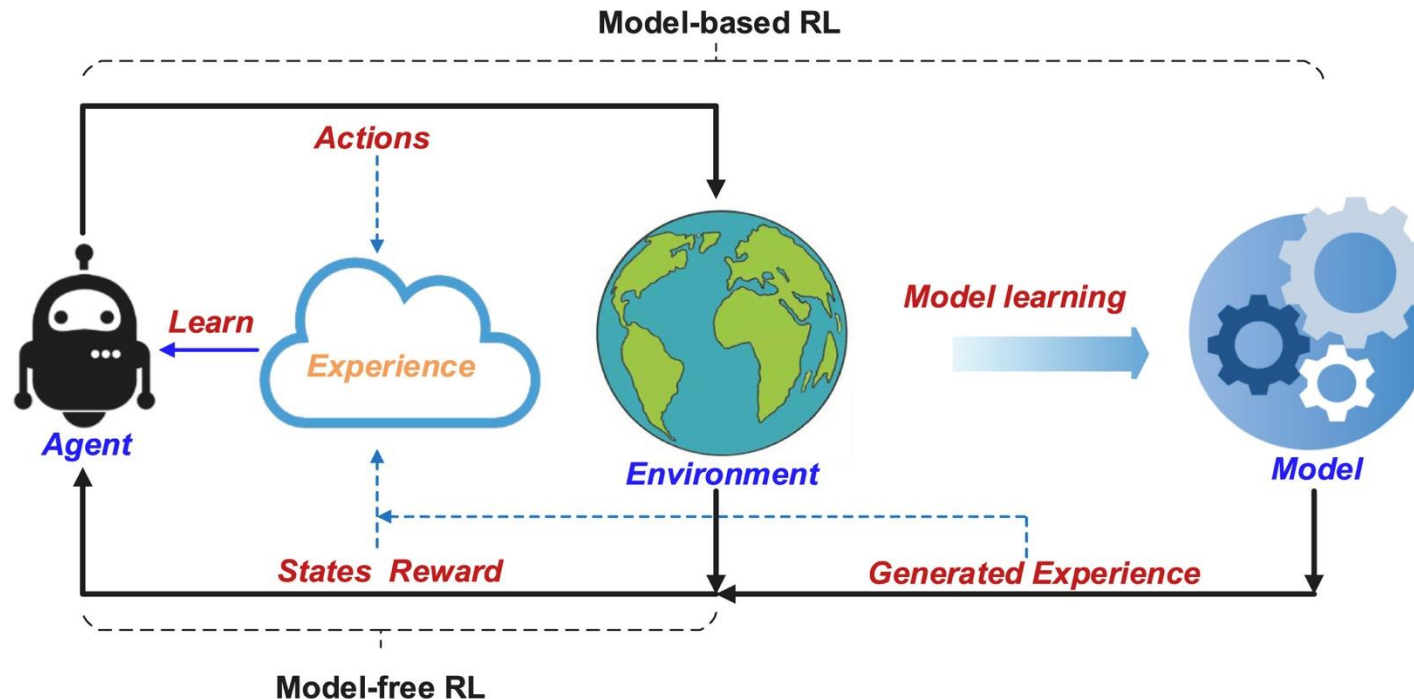 Model-based RL
Actions
Learn
Experience
Model learning
Agent
Environment
Model
States Reward
Generated Experience
Model-free RL